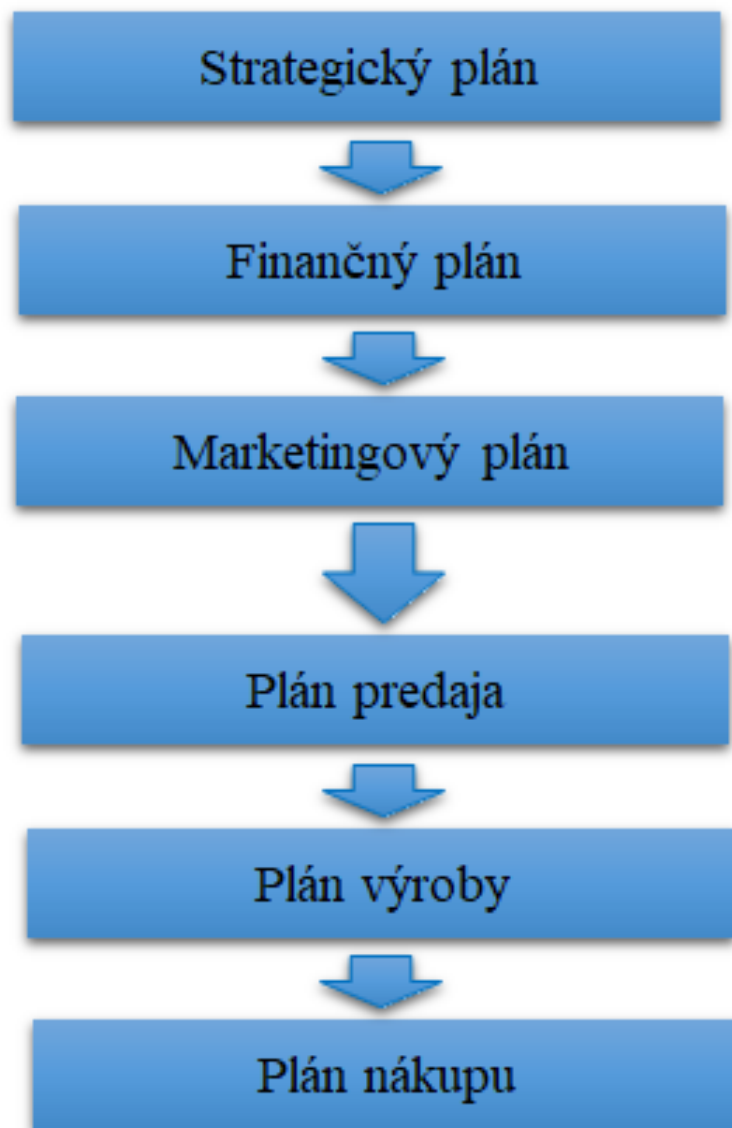 Strategický plán
Finančný plán
Marketingový plán
Plán predaja
Plán výroby
Plán nákupu